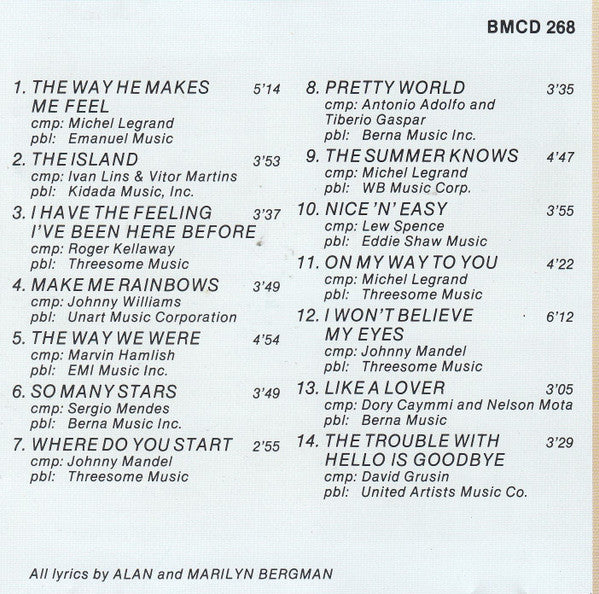 BMCD 268
1. THE WAY HE MAKES 5'14
ME FEEL
cmp: Michel Legrand
pbl: Emanuel Music
2. THE ISLAND 3'53
cmp: Ivan Lins & Vitor Martins
pbl: Kidada Music, Inc.
3. I HAVE THE FEELING 3'37
I'VE BEEN HERE BEFORE
cmp: Roger Kellaway
pbl: Threesome Music
4. MAKE ME RAINBOWS 3'49
cmp: Johnny Williams
pbl: Unart Music Corporation
5. THE WAY WE WERE 4'54
cmp: Marvin Hamlish
pbl: EMI Music Inc.
6. SO MANY STARS 3'49
cmp: Sergio Mendes
pbl: Berna Music Inc.
7. WHERE DO YOU START 2'55
cmp: Johnny Mandel
pbl: Threesome Music
8. PRETTY WORLD 3'35
cmp: Antonio Adolfo and
Tiberio Gaspar
pbl: Berna Music Inc.
9. THE SUMMER KNOWS 4'47
cmp: Michel Legrand
pbl: WB Music Corp.
10. NICE 'N' EASY 3'55
cmp: Lew Spence
pbl: Eddie Shaw Music
11. ON MY WAY TO YOU 4'22
cmp: Michel Legrand
pbl: Threesome Music
12. I WON'T BELIEVE 6'12
MY EYES
cmp: Johnny Mandel
pbl: Threesome Music
13. LIKE A LOVER 3'05
cmp: Dory Caymmi and Nelson Mota
pbl: Berna Music
14. THE TROUBLE WITH 3'29
HELLO IS GOODBYE
cmp: David Grusin
pbl: United Artists Music Co.
All lyrics by ALAN and MARILYN BERGMAN